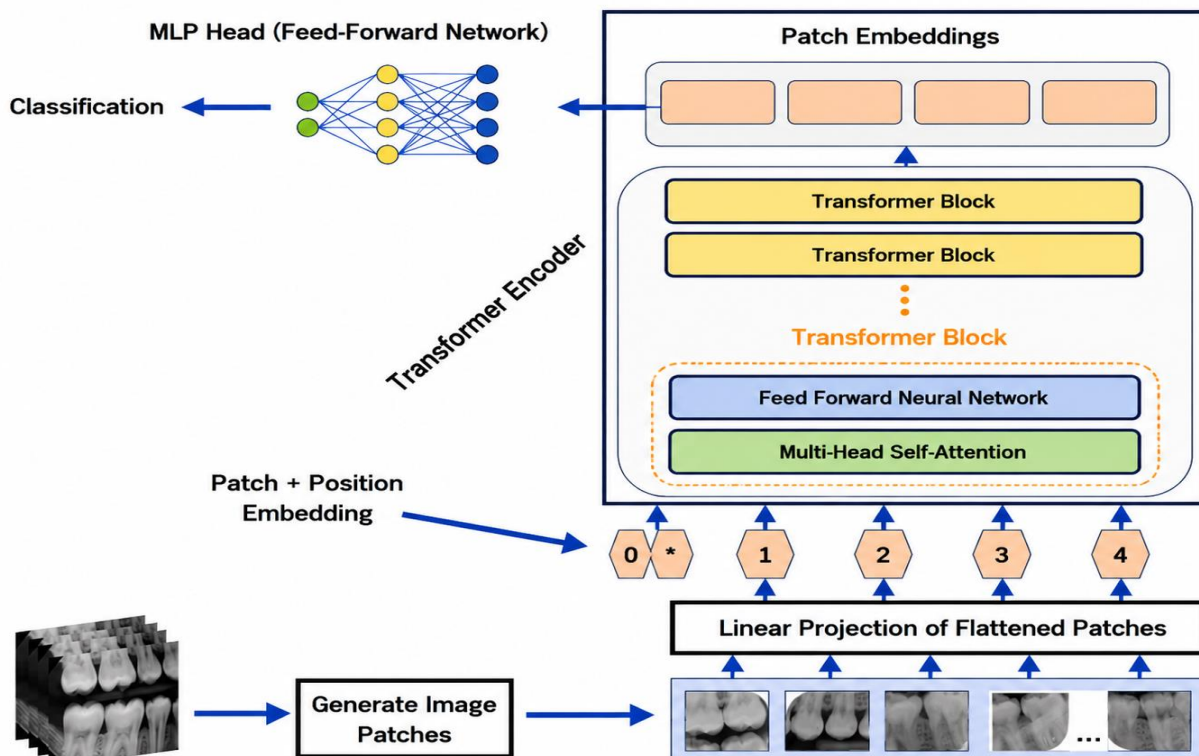 MLP Head (Feed-Forward Network)
Patch Embeddings
Classification
Transformer Block
Transformer Block
Transformer Encoder
Transformer Block
Feed Forward Neural Network
Multi-Head Self-Attention
Patch + Position
Embedding
0 * 1 2 3 4
Linear Projection of Flattened Patches
Generate Image
Patches
...